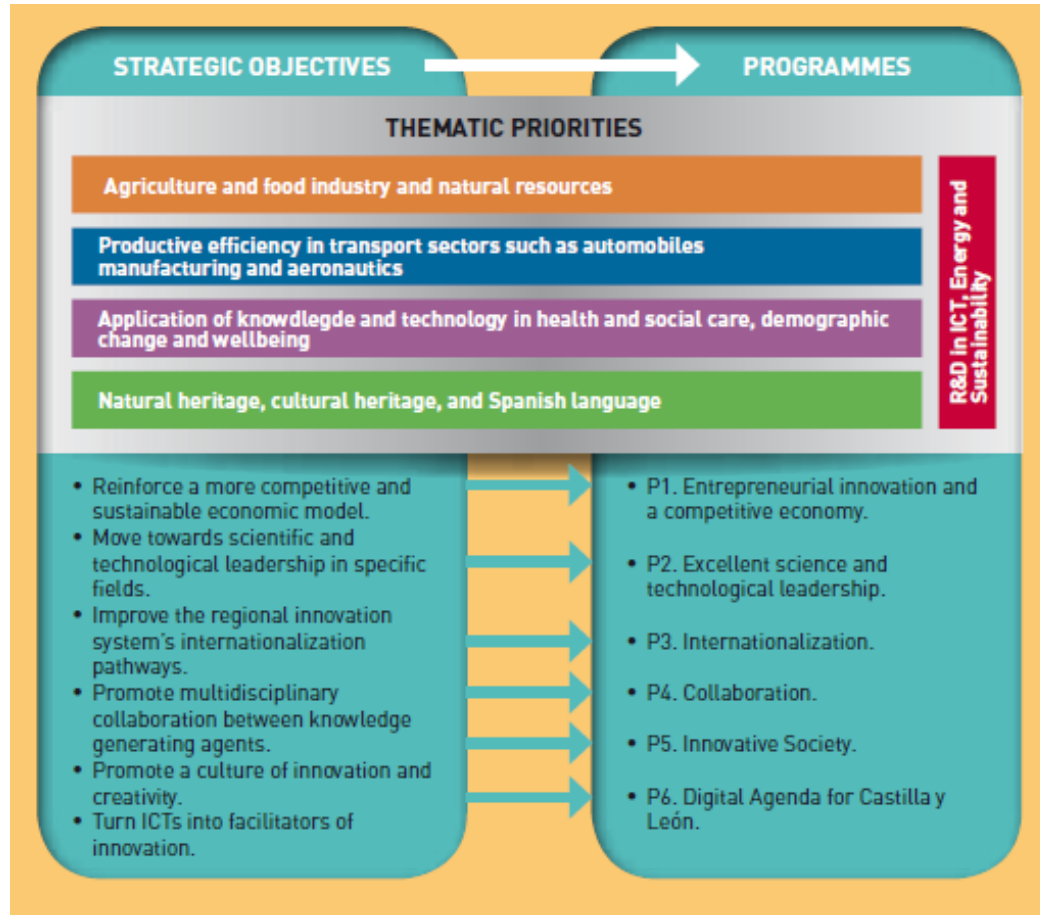 STRATEGIC OBJECTIVES
PROGRAMMES
THEMATIC PRIORITIES
Agriculture and food industry and natural resources
Productive efficiency in transport sectors such as automobiles
manufacturing and aeronautics
Application of knowdlegde and technology in health and social care, demographic
change and wellbeing
Natural heritage, cultural heritage, and Spanish language
R&D in ICT, Energy and
Sustainability
• Reinforce a more competitive and
sustainable economic model.
• Move towards scientific and
technological leadership in specific
fields.
• Improve the regional innovation
system's internationalization
pathways.
• Promote multidisciplinary
collaboration between knowledge
generating agents.
• Promote a culture of innovation and
creativity.
• Turn ICTs into facilitators of
innovation.
• P1. Entrepreneurial innovation and
a competitive economy.
• P2. Excellent science and
technological leadership.
• P3. Internationalization.
• P4. Collaboration.
• P5. Innovative Society.
• P6. Digital Agenda for Castilla y
León.